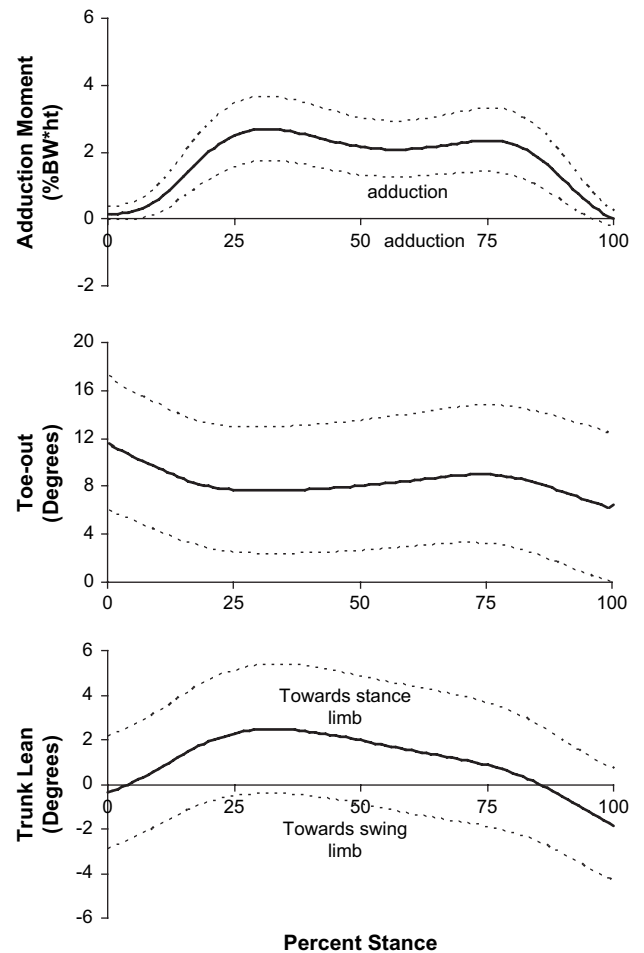 6
4
2
0
-2
Adduction Moment
(%BW*ht)
adduction
0 25 50 adduction 75 100
20
16
12
8
4
0
Toe-out
(Degrees)
0 25 50 75 100
6
4
2
0
-2
-4
-6
Trunk Lean
(Degrees)
Towards stance
limb
0 25 50 75 100
Towards swing
limb
Percent Stance